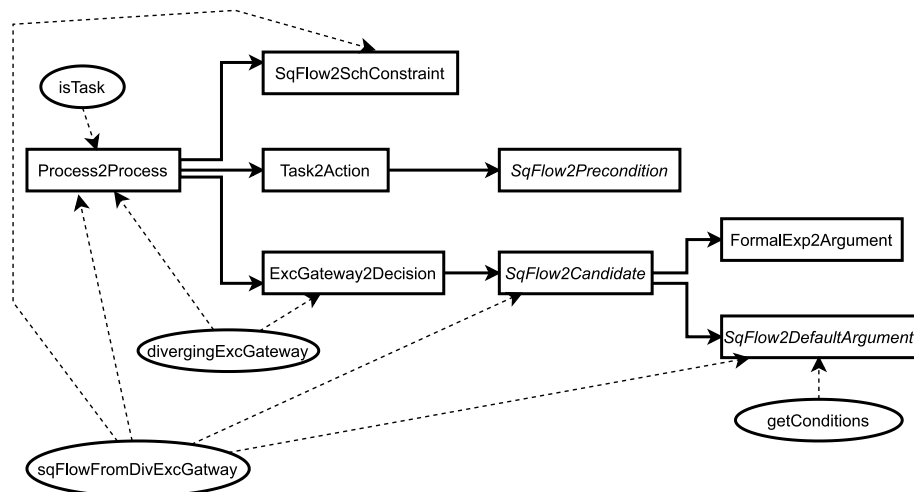 SqFlow2SchConstraint
isTask
Process2Process
Task2Action
SqFlow2Precondition
FormalExp2Argument
ExcGateway2Decision
SqFlow2Candidate
divergingExcGateway
SqFlow2DefaultArgument
getConditions
sqFlowFromDivExcGatway